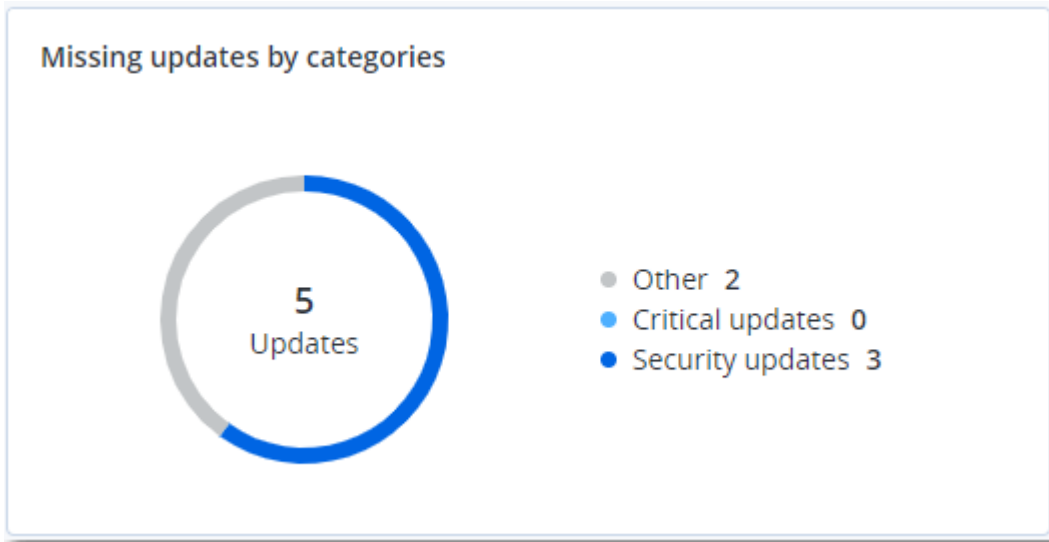 Missing updates by categories
5
Updates
Other 2
Critical updates 0
Security updates 3